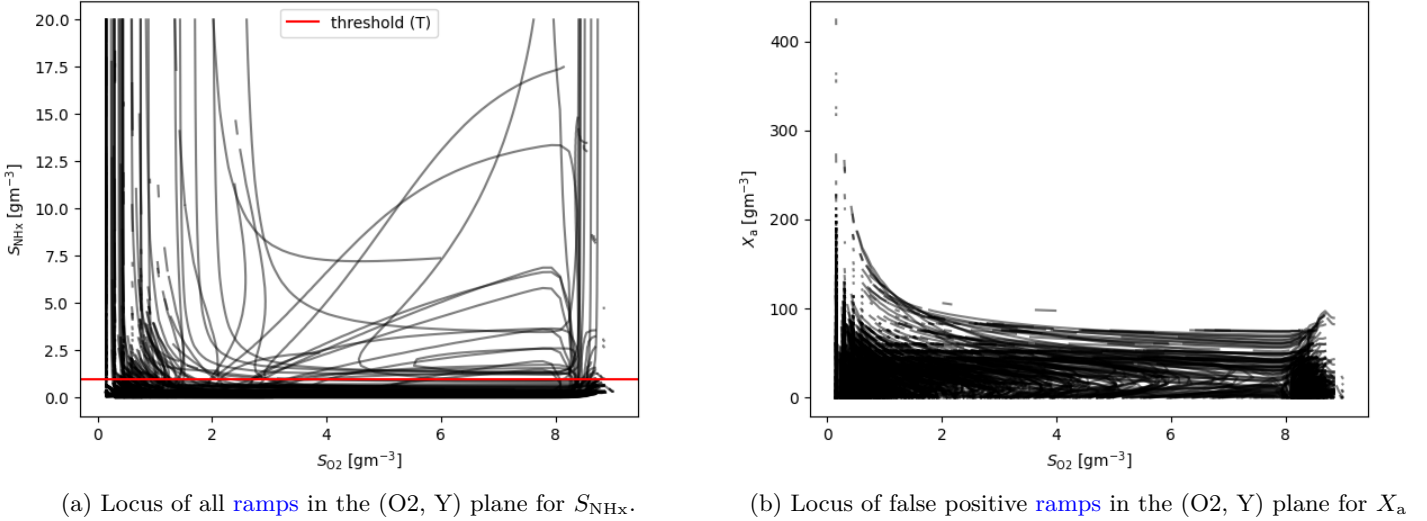 threshold (T)
20.0
17.5
15.0
12.5
10.0
7.5
5.0
2.5
0.0
S_NHx [gm⁻³]
0 2 4 6 8
S_O2 [gm⁻³]
400
300
200
100
0
X_a [gm⁻³]
0 2 4 6 8
S_O2 [gm⁻³]
(a) Locus of all ramps in the (O2, Y) plane for S_NHx.
(b) Locus of false positive ramps in the (O2, Y) plane for X_a